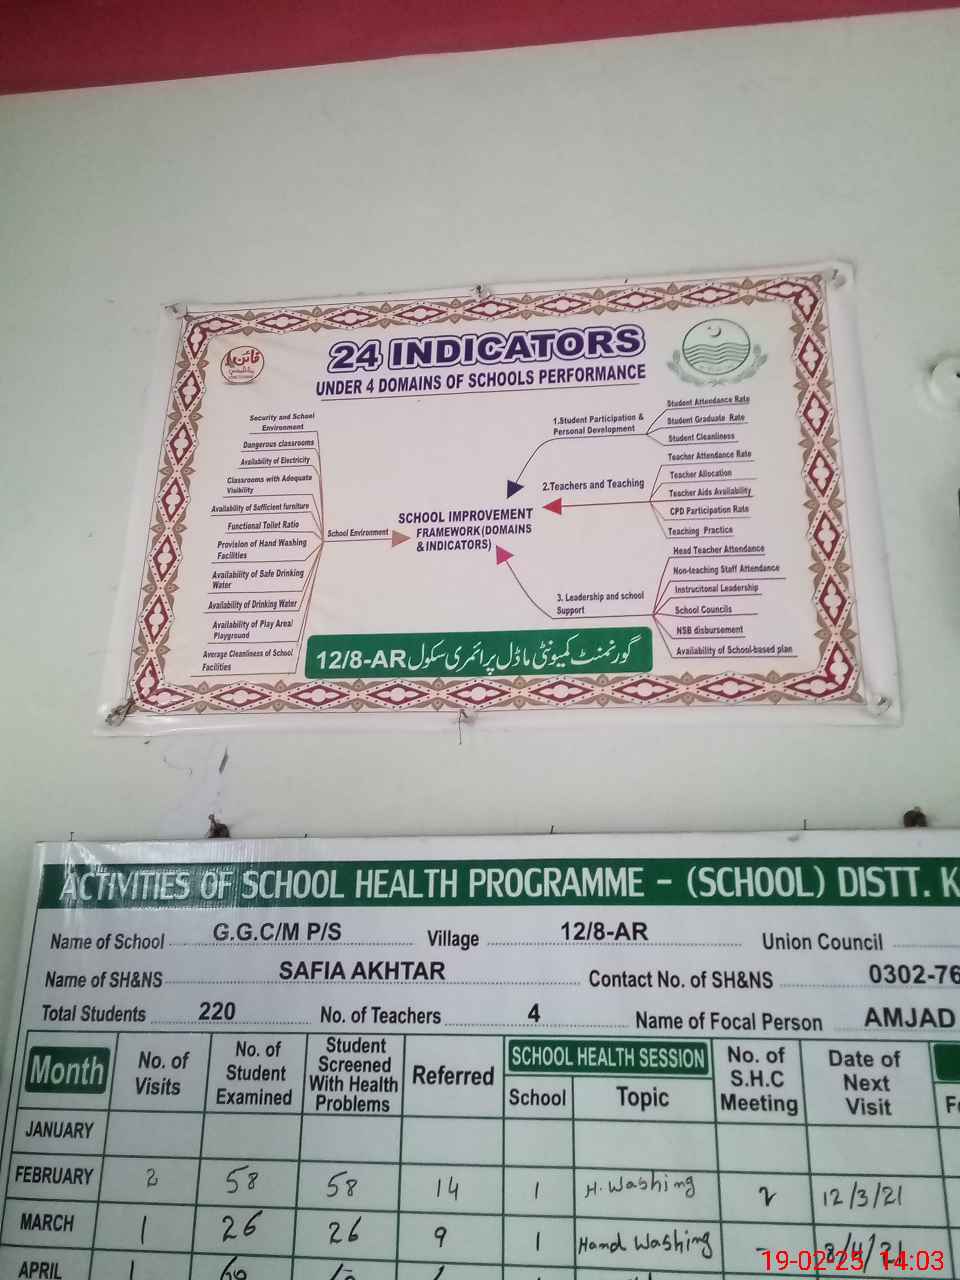 24 INDICATORS
UNDER 4 DOMAINS OF SCHOOLS PERFORMANCE
Security and School
Environment
Dangerous classrooms
Availability of Electricity
Classrooms with Adequate
Visibility
Availability of Sufficient furniture
Functional Toilet Ratio
Provision of Hand Washing
Facilities
Availability of Safe Drinking
Water
Availability of Drinking Water
Availability of Play Area/
Playground
Average Cleanliness of School
Facilities
School Environment
SCHOOL IMPROVEMENT
FRAMEWORK (DOMAINS
& INDICATORS)
1.Student Participation &
Personal Development
Student Attendance Rate
Student Graduate Rate
Student Cleanliness
2.Teachers and Teaching
Teacher Attendance Rate
Teacher Allocation
Teacher Aids Availability
CPD Participation Rate
Teaching Practice
3. Leadership and school
Support
Head Teacher Attendance
Non-teaching Staff Attendance
Instrucitonal Leadership
School Councils
NSB disbursement
Availability of School-based plan
گورنمنٹ کمیونٹی ماڈل پرائمری سکول 12/8-AR
ACTIVITIES OF SCHOOL HEALTH PROGRAMME - (SCHOOL) DISTT. K
Name of School G.G.C/M P/S Village 12/8-AR Union Council
Name of SH&NS SAFIA AKHTAR Contact No. of SH&NS 0302-76
Total Students 220 No. of Teachers 4 Name of Focal Person AMJAD
Month
No. of
Visits
No. of
Student
Examined
Student
Screened
With Health
Problems
Referred
SCHOOL HEALTH SESSION
School Topic
No. of
S.H.C
Meeting
Date of
Next
Visit
JANUARY
FEBRUARY 2 58 58 14 1 H. Washing 2 12/3/21
MARCH 1 26 26 9 1 Hand Washing -
APRIL 1
19-02-25 14:03